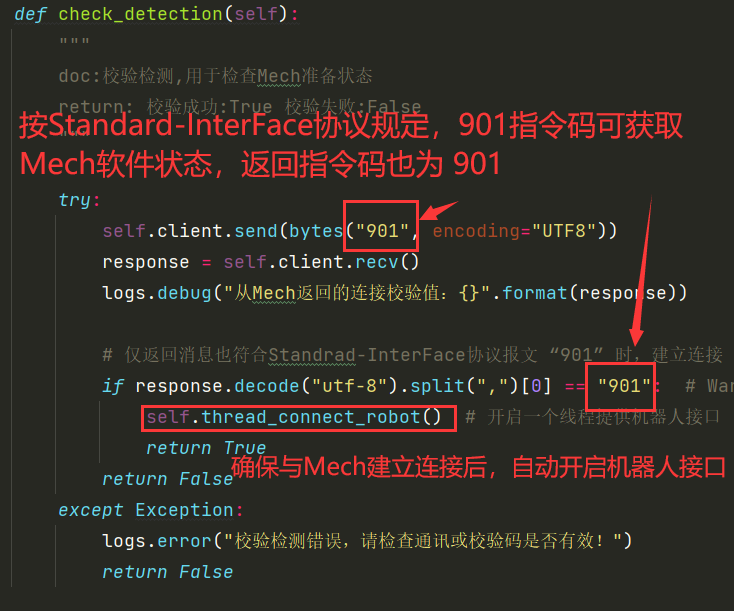 def check_detection(self):
"""
doc:校验检测,用于检查Mech准备状态
return: 校验成功:True 校验失败:False
按Standard-InterFace协议规定，901指令码可获取
Mech软件状态，返回指令码也为 901
try:
self.client.send(bytes("901", encoding="UTF8"))
response = self.client.recv()
logs.debug("从Mech返回的连接校验值：{}".format(response))
# 仅返回消息也符合Standrad-InterFace协议报文 “901” 时，建立连接
if response.decode("utf-8").split(",")[0] == "901": # War
self.thread_connect_robot() # 开启一个线程提供机器人接口
return True
return False
确保与Mech建立连接后，自动开启机器人接口
except Exception:
logs.error("校验检测错误，请检查通讯或校验码是否有效！")
return False